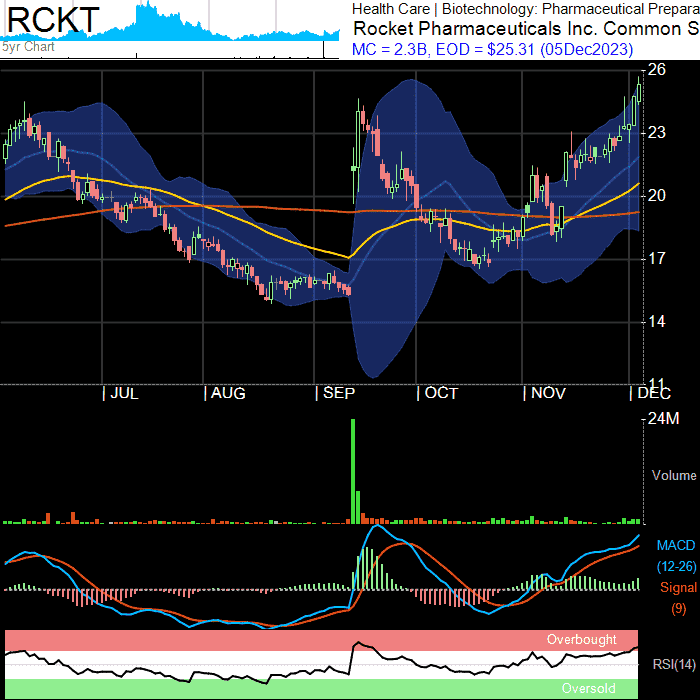 RCKT
5yr Chart
Health Care | Biotechnology: Pharmaceutical Prepara
Rocket Pharmaceuticals Inc. Common S
MC = 2.3B, EOD = $25.31 (05Dec2023)
26
23
20
17
14
11
JUL AUG SEP OCT NOV DEC
24M
Volume
MACD
(12-26)
Signal
(9)
Overbought
RSI(14)
Oversold